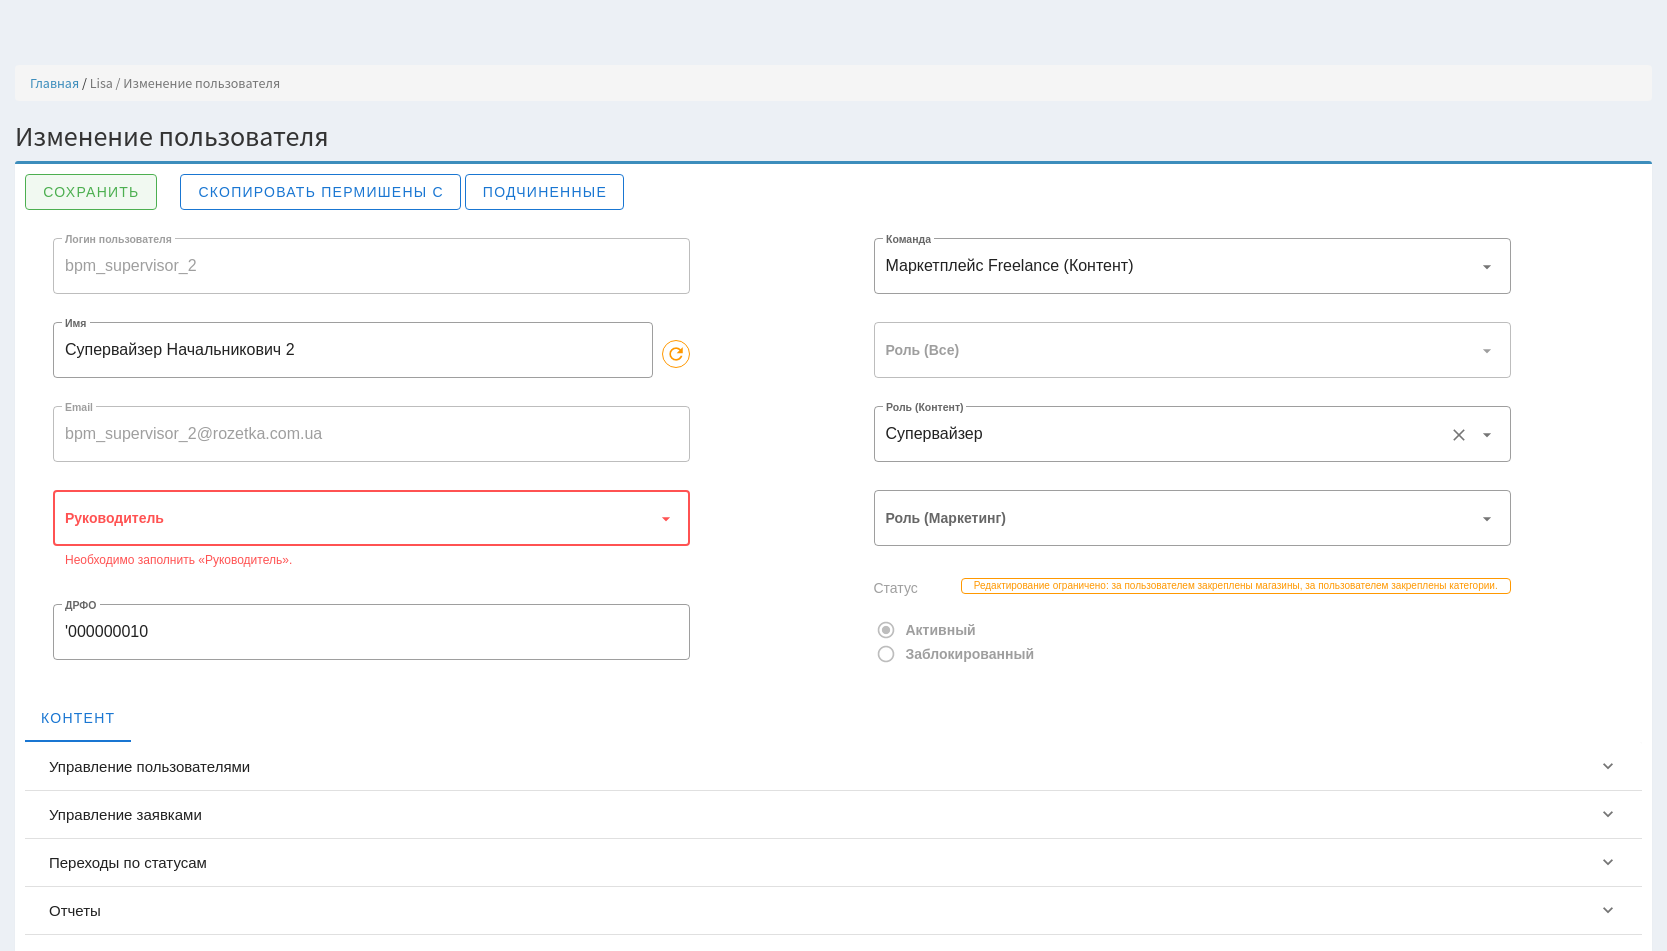 Главная / Lisa / Изменение пользователя
Изменение пользователя
СОХРАНИТЬ
СКОПИРОВАТЬ ПЕРМИШЕНЫ С
ПОДЧИНЕННЫЕ
Логин пользователя
bpm_supervisor_2
Команда
Маркетплейс Freelance (Контент)
Имя
Супервайзер Начальникович 2
Роль (Все)
Email
bpm_supervisor_2@rozetka.com.ua
Роль (Контент)
Супервайзер
Руководитель
Необходимо заполнить «Руководитель».
Роль (Маркетинг)
Статус
Редактирование ограничено: за пользователем закреплены магазины, за пользователем закреплены категории.
ДРФО
'000000010
Активный
Заблокированный
КОНТЕНТ
Управление пользователями
Управление заявками
Переходы по статусам
Отчеты